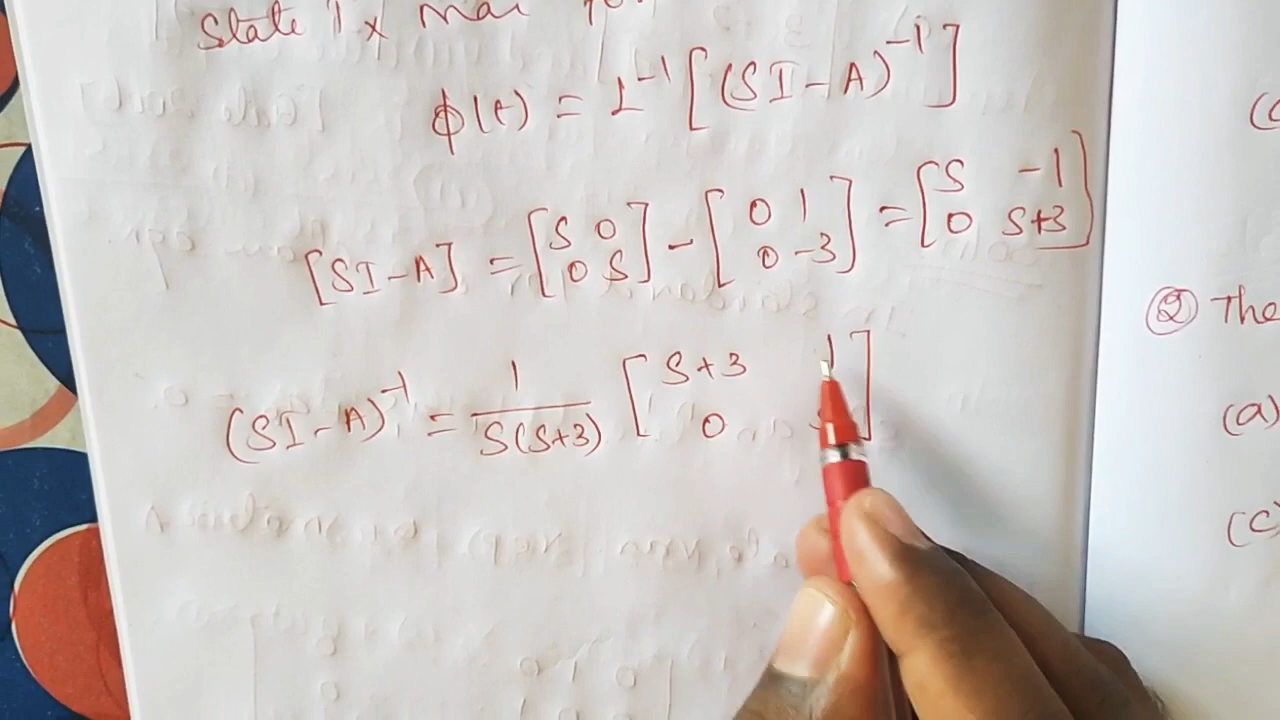 State Tx
ϕ(t) = L⁻¹ [(SI-A)⁻¹]
[SI-A] = [S 0; 0 S] - [0 1; 0 -3] = [S -1; 0 S+3]
(SI-A)⁻¹ = 1/S(S+3) [S+3 1; 0 S]
(C
② The
(a)
(c)